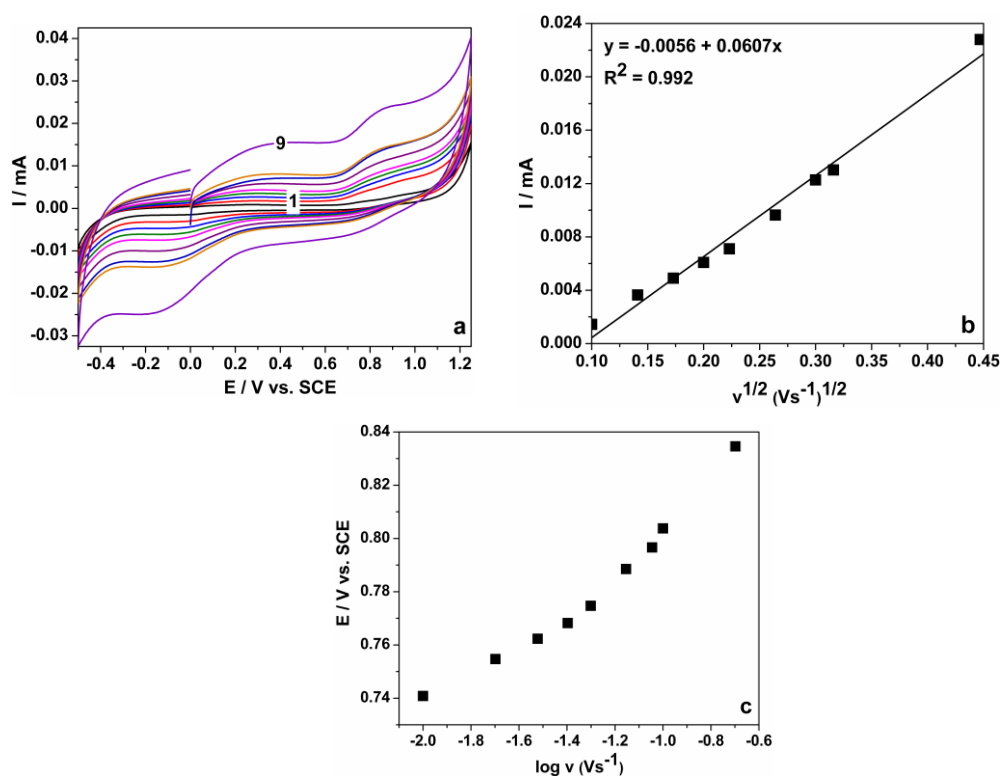 0.04
0.03
0.02
0.01
0.00
-0.01
-0.02
-0.03
I / mA
9
1
a
-0.4 -0.2 0.0 0.2 0.4 0.6 0.8 1.0 1.2
E / V vs. SCE
0.024
0.020
0.016
0.012
0.008
0.004
0.000
I / mA
y = -0.0056 + 0.0607x
R² = 0.992
b
0.10 0.15 0.20 0.25 0.30 0.35 0.40 0.45
v^1/2 (Vs^-1)^1/2
0.84
0.82
0.80
0.78
0.76
0.74
E / V vs. SCE
c
-2.0 -1.8 -1.6 -1.4 -1.2 -1.0 -0.8 -0.6
log v (Vs^-1)